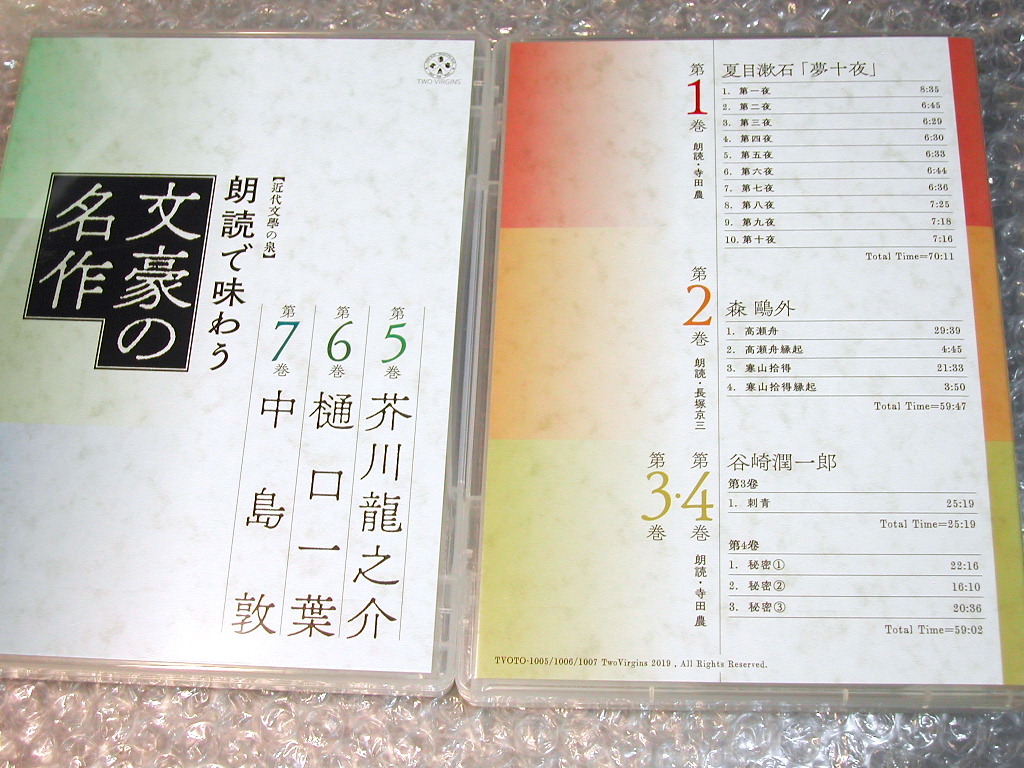 TWO VIRGINS
【近代文學の泉】
朗読で味わう
文豪の
名作
第5巻
芥川龍之介
第6巻
樋口一葉
第7巻
中島敦
第1巻
朗読・寺田 農
夏目漱石「夢十夜」
1. 第一夜 8:35
2. 第二夜 6:45
3. 第三夜 6:29
4. 第四夜 6:30
5. 第五夜 6:33
6. 第六夜 6:44
7. 第七夜 6:36
8. 第八夜 7:25
9. 第九夜 7:18
10. 第十夜 7:16
Total Time=70:11
第2巻
朗読・長塚京三
森 鷗外
1. 高瀬舟 29:39
2. 高瀬舟縁起 4:45
3. 寒山拾得 21:33
4. 寒山拾得縁起 3:50
Total Time=59:47
第3巻・第4巻
朗読・寺田 農
谷崎潤一郎
第3巻
1. 刺青 25:19
Total Time=25:19
第4巻
1. 秘密① 22:16
2. 秘密② 16:10
3. 秘密③ 20:36
Total Time=59:02
TVOTO-1005/1006/1007 TwoVirgins 2019 , All Rights Reserved.